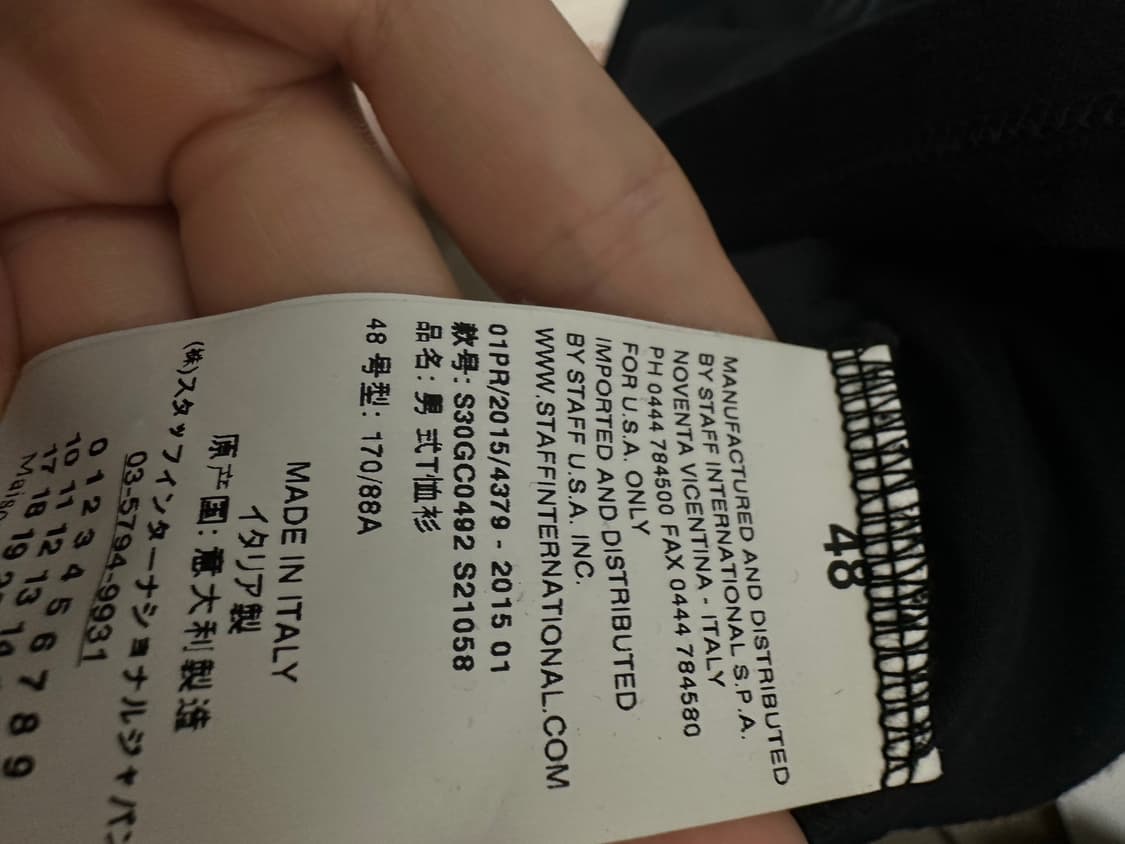 48
MANUFACTURED AND DISTRIBUTED
BY STAFF INTERNATIONAL S.P.A.
NOVENTA VICENTINA - ITALY
PH 0444 784500 FAX 0444 784580
FOR U.S.A. ONLY
IMPORTED AND DISTRIBUTED
BY STAFF U.S.A. INC.
WWW.STAFFINTERNATIONAL.COM
01PR/2015/4379 - 2015 01
款号: S30GC0492 S21058
品名: 男式T恤衫
48 号型: 170/88A
MADE IN ITALY
イタリア製
原产国: 意大利製造
(株)スタッフインターナショナルジャパン
03-5794-9931
0 1 2 3 4 5 6 7 8 9
10 11 12 13 14
17 18 19